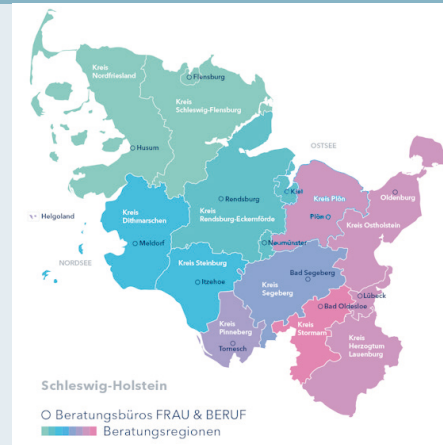 Kreis
Nordfriesland
Flensburg
Kreis
Schleswig-Flensburg
Husum
OSTSEE
Kiel
Kreis Plön
Oldenburg
Rendsburg
Helgoland
Kreis
Dithmarschen
Kreis
Rendsburg-Eckernförde
Plön
Kreis Ostholstein
Meldorf
Neumünster
NORDSEE
Kreis Steinburg
Bad Segeberg
Itzehoe
Kreis
Segeberg
Lübeck
Bad Oldesloe
Kreis
Pinneberg
Kreis
Stormarn
Tornesch
Kreis
Herzogtum
Lauenburg
Schleswig-Holstein
Beratungsbüros FRAU & BERUF
Beratungsregionen